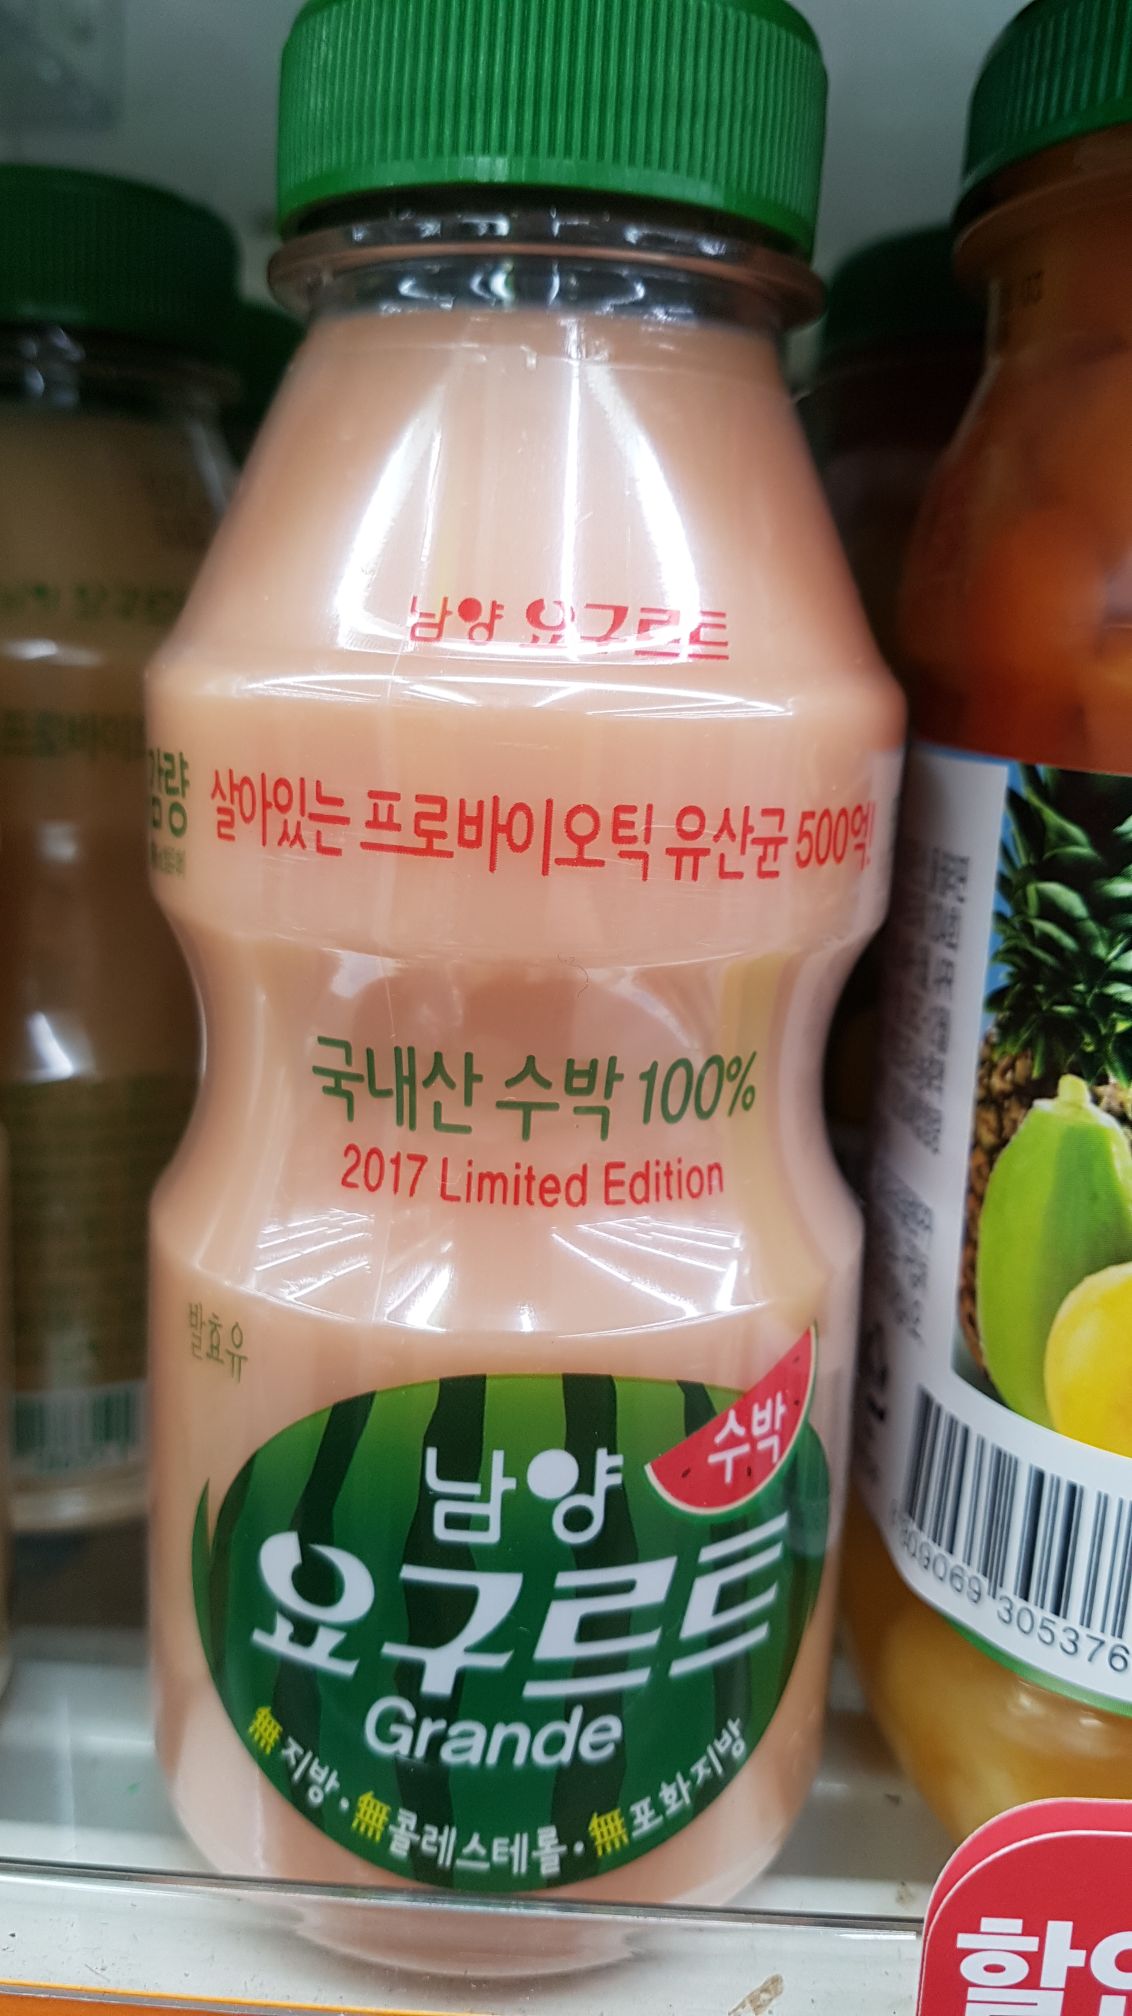 남양 요구르트
살아있는 프로바이오틱 유산균 500억!
국내산 수박 100%
2017 Limited Edition
발효유
수박
남양
요구르트
Grande
無지방·無콜레스테롤·無포화지방
305376